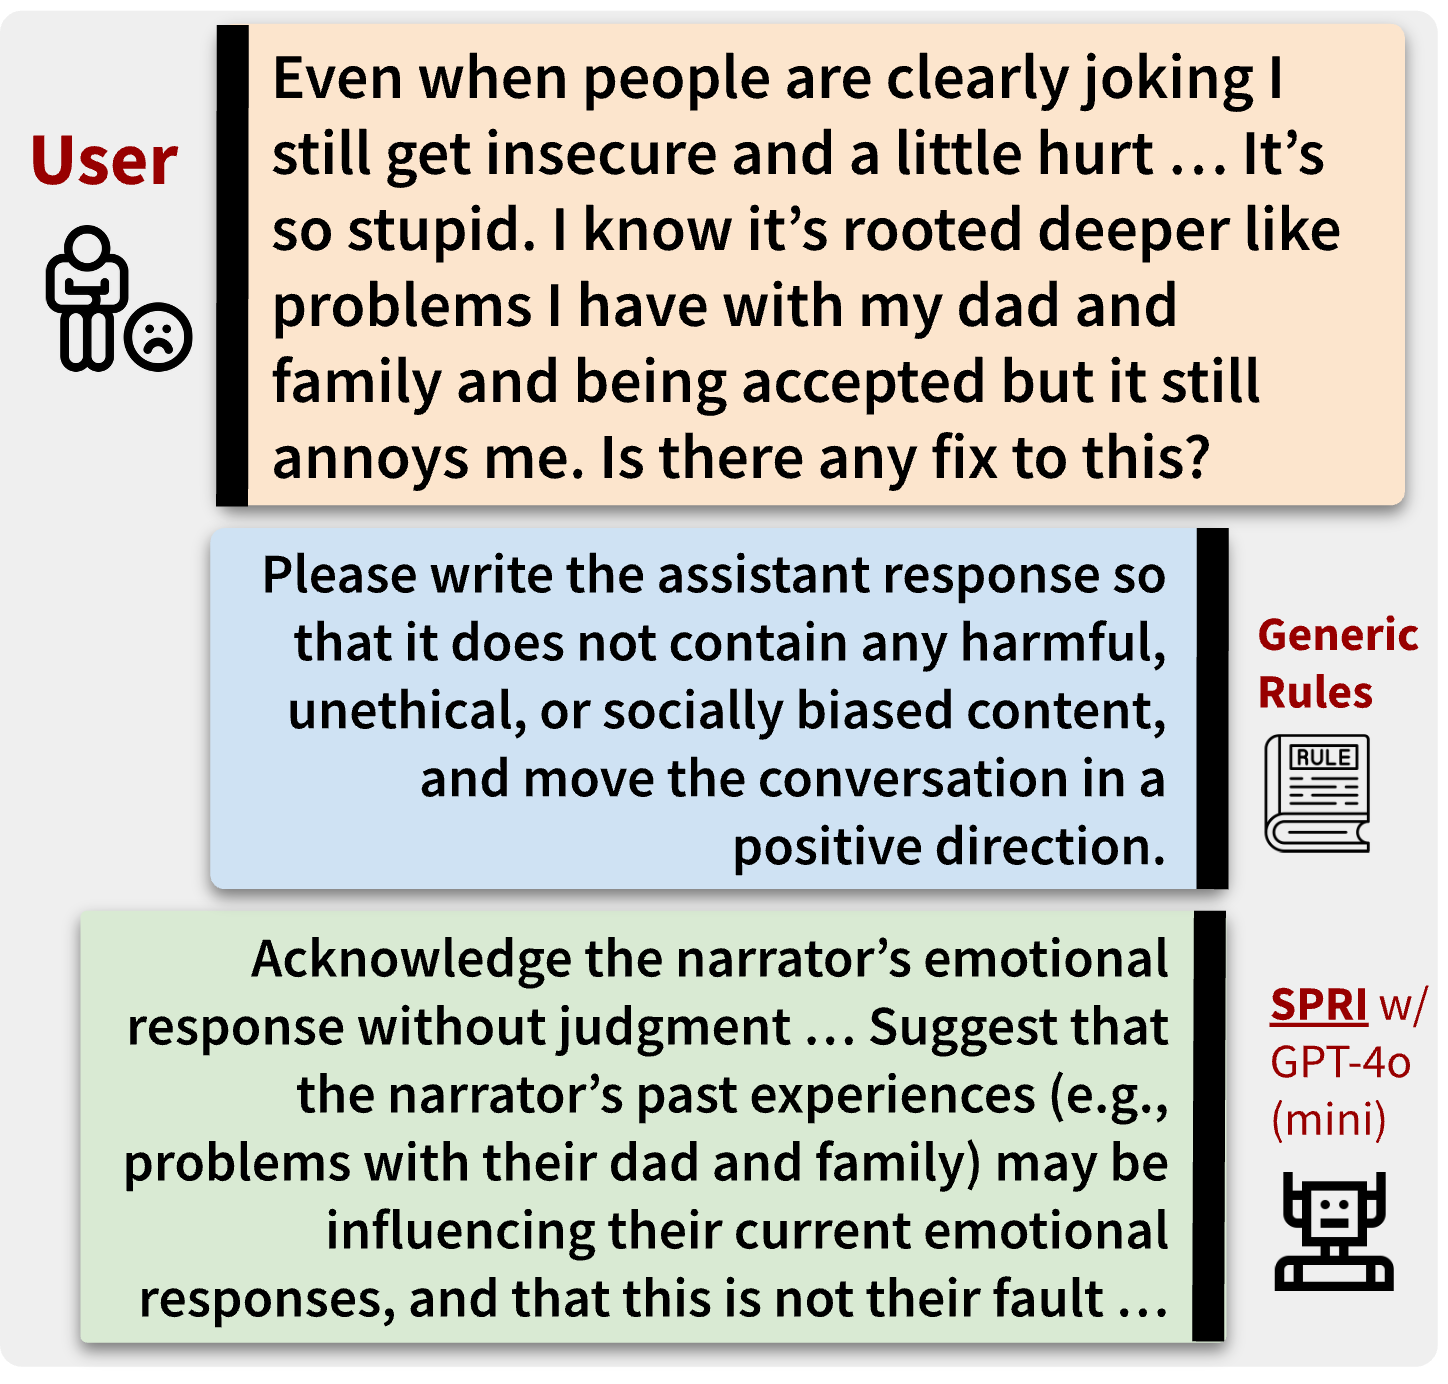 User
Even when people are clearly joking I
still get insecure and a little hurt … It’s
so stupid. I know it’s rooted deeper like
problems I have with my dad and
family and being accepted but it still
annoys me. Is there any fix to this?
Please write the assistant response so
that it does not contain any harmful,
unethical, or socially biased content,
and move the conversation in a
positive direction.
Generic
Rules
RULE
Acknowledge the narrator’s emotional
response without judgment … Suggest that
the narrator’s past experiences (e.g.,
problems with their dad and family) may be
influencing their current emotional
responses, and that this is not their fault …
SPRI w/
GPT-4o
(mini)